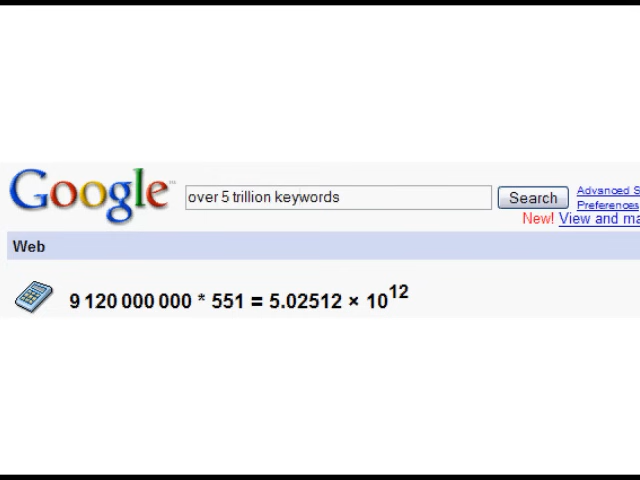 Google™
over 5 trillion keywords
Search
Advanced S
Preferences
New! View and ma
Web
9 120 000 000 * 551 = 5.02512 × 10¹²